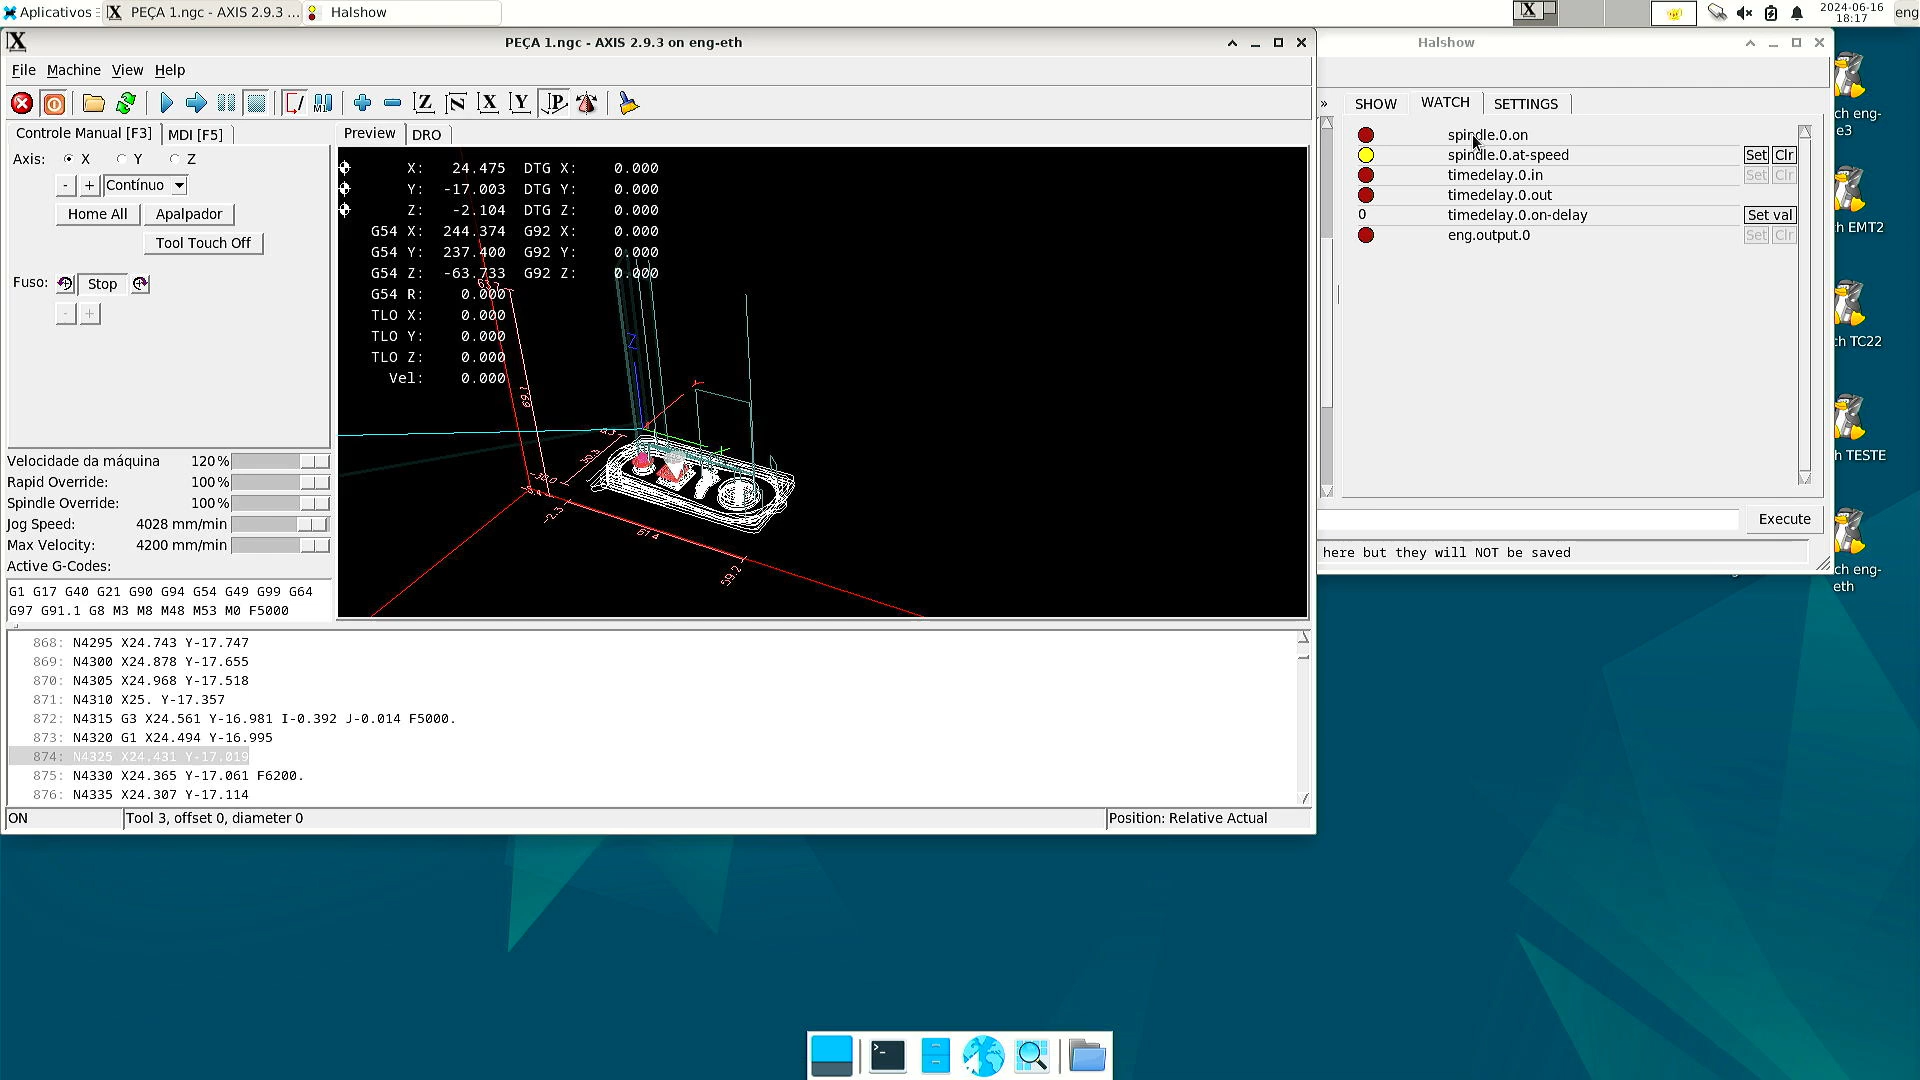 Aplicativos
PEÇA 1.ngc - AXIS 2.9.3 ...
Halshow
2024-06-16
18:17
eng
PEÇA 1.ngc - AXIS 2.9.3 on eng-eth
File Machine View Help
Controle Manual [F3] MDI [F5]
Axis: X Y Z
- + Contínuo
Home All Apalpador
Tool Touch Off
Fuso: Stop
- +
Velocidade da máquina 120%
Rapid Override: 100%
Spindle Override: 100%
Jog Speed: 4028 mm/min
Max Velocity: 4200 mm/min
Active G-Codes:
G1 G17 G40 G21 G90 G94 G54 G49 G99 G64
G97 G91.1 G8 M3 M8 M48 M53 M0 F5000
Preview DRO
X: 24.475 DTG X: 0.000
Y: -17.003 DTG Y: 0.000
Z: -2.104 DTG Z: 0.000
G54 X: 244.374 G92 X: 0.000
G54 Y: 237.400 G92 Y: 0.000
G54 Z: -63.733 G92 Z: 0.000
G54 R: 0.000
TLO X: 0.000
TLO Y: 0.000
TLO Z: 0.000
Vel: 0.000
Z
Y
X
69.1
61.4
59.2
-2.3
868: N4295 X24.743 Y-17.747
869: N4300 X24.878 Y-17.655
870: N4305 X24.968 Y-17.518
871: N4310 X25. Y-17.357
872: N4315 G3 X24.561 Y-16.981 I-0.392 J-0.014 F5000.
873: N4320 G1 X24.494 Y-16.995
874: N4325 X24.431 Y-17.019
875: N4330 X24.365 Y-17.061 F6200.
876: N4335 X24.307 Y-17.114
ON
Tool 3, offset 0, diameter 0
Position: Relative Actual
Halshow
» SHOW WATCH SETTINGS
spindle.0.on
spindle.0.at-speed Set Clr
timedelay.0.in Set Clr
timedelay.0.out
0 timedelay.0.on-delay Set val
eng.output.0 Set Clr
Execute
here but they will NOT be saved
ch eng-
e3
ch EMT2
ch TC22
h TESTE
ch eng-
eth